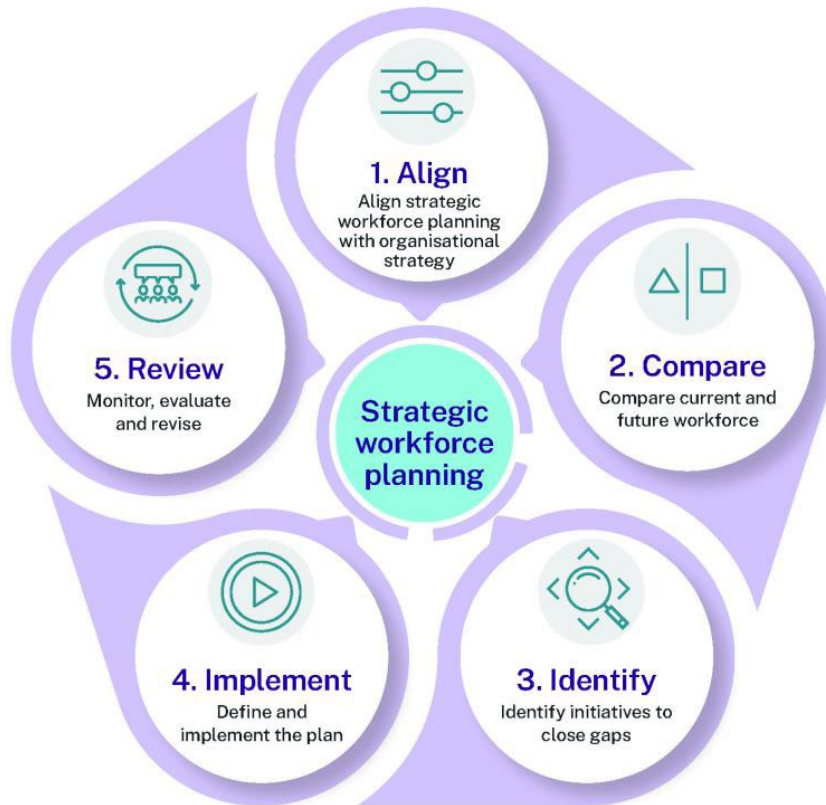 1. Align
Align strategic
workforce planning
with organisational
strategy
2. Compare
Compare current and
future workforce
3. Identify
Identify initiatives to
close gaps
4. Implement
Define and
implement the plan
5. Review
Monitor, evaluate
and revise
Strategic
workforce
planning